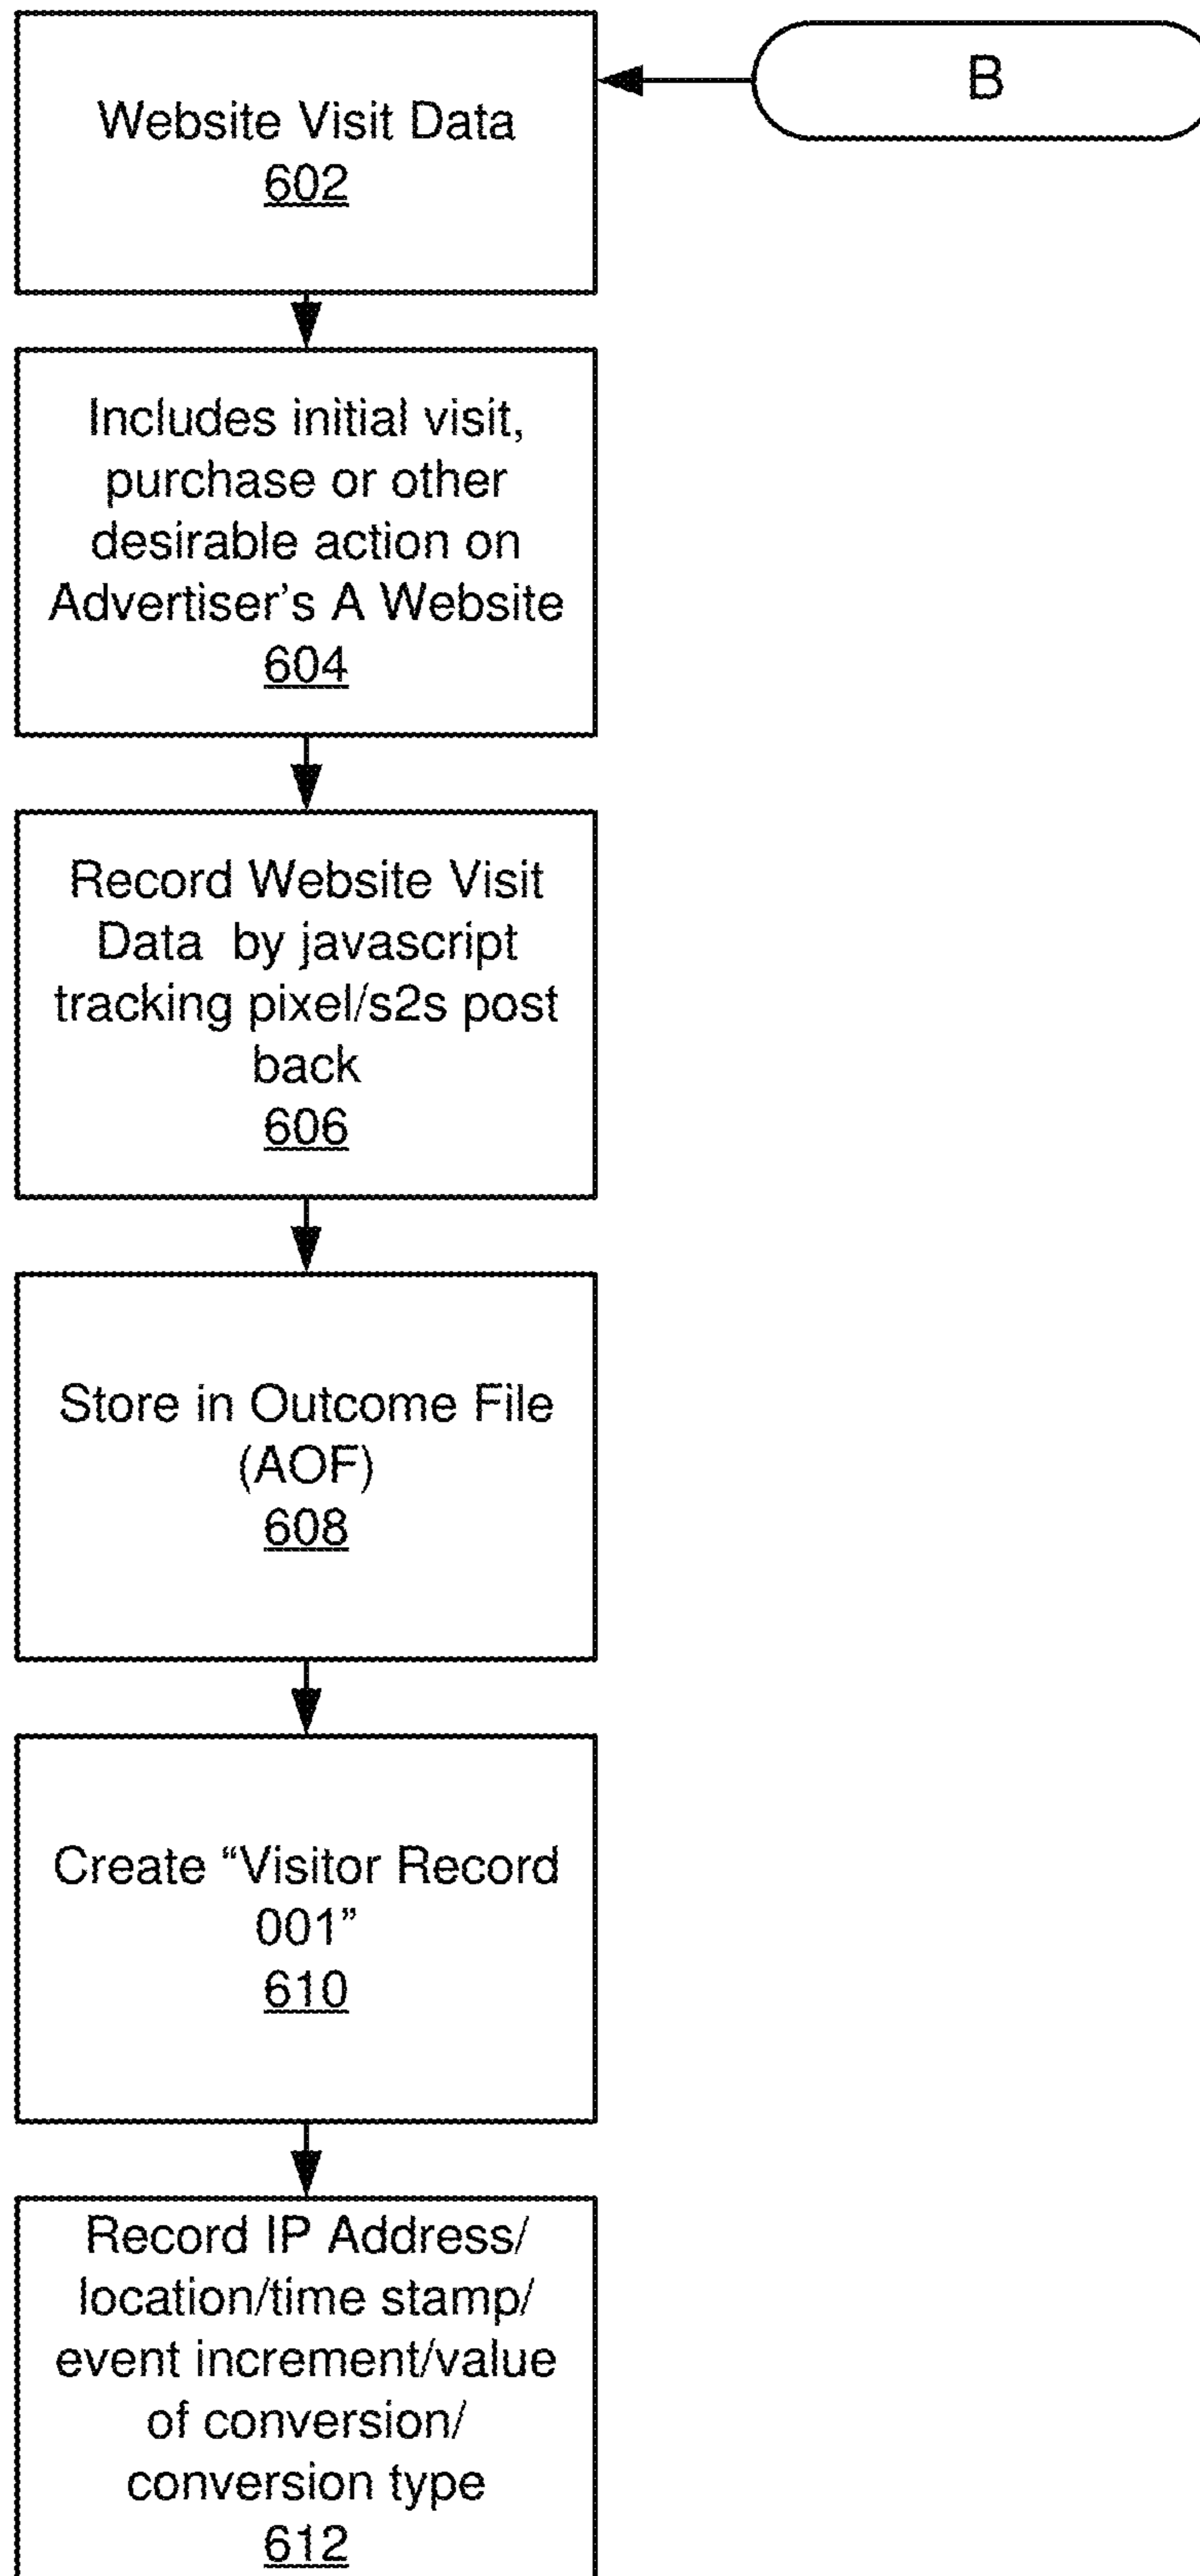 Website Visit Data
602
B
Includes initial visit,
purchase or other
desirable action on
Advertiser’s A Website
604
Record Website Visit
Data by javascript
tracking pixel/s2s post
back
606
Store in Outcome File
(AOF)
608
Create “Visitor Record
001”
610
Record IP Address/
location/time stamp/
event increment/value
of conversion/
conversion type
612